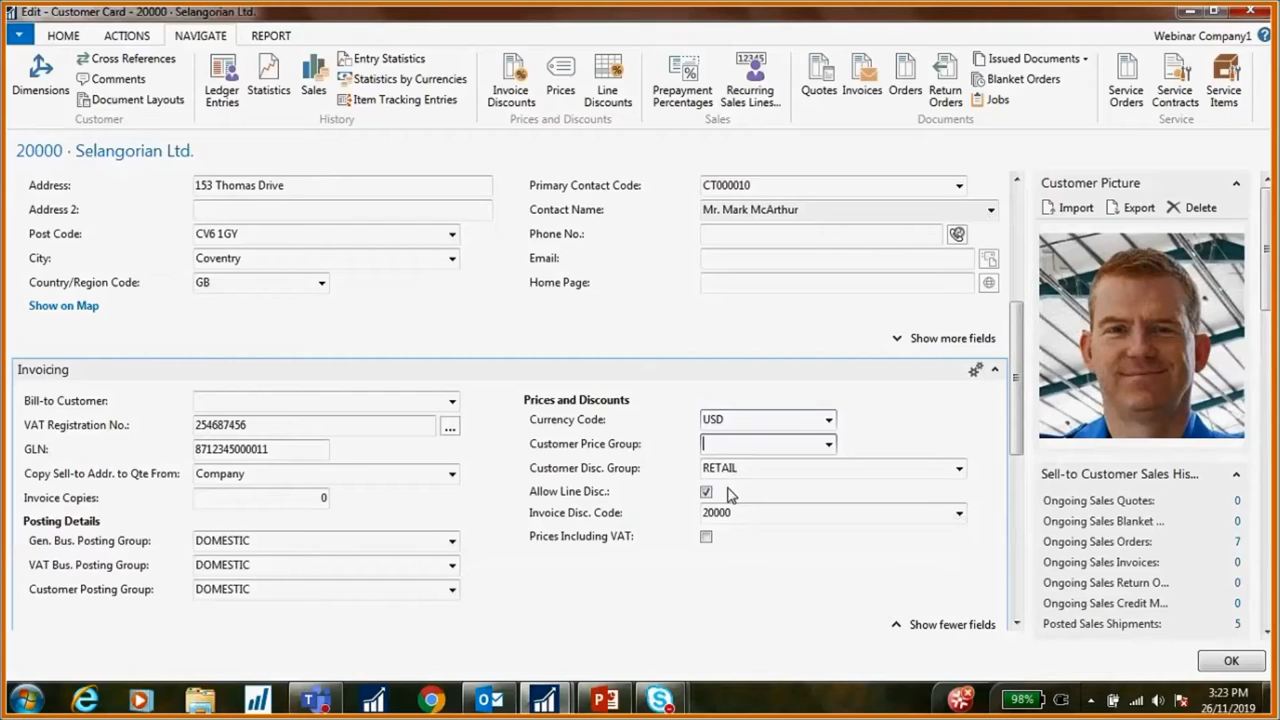 Edit - Customer Card - 20000 · Selangorian Ltd.
HOME ACTIONS NAVIGATE REPORT Webinar Company1
Dimensions
Cross References
Comments
Document Layouts
Customer
Ledger Entries
Statistics
Sales
Entry Statistics
Statistics by Currencies
Item Tracking Entries
History
Invoice Discounts
Prices
Line Discounts
Prices and Discounts
Prepayment Percentages
12345
Recurring Sales Lines...
Sales
Quotes
Invoices
Orders
Return Orders
Issued Documents
Blanket Orders
Jobs
Documents
Service Orders
Service Contracts
Service Items
Service
20000 · Selangorian Ltd.
Address: 153 Thomas Drive
Address 2:
Post Code: CV6 1GY
City: Coventry
Country/Region Code: GB
Show on Map
Primary Contact Code: CT000010
Contact Name: Mr. Mark McArthur
Phone No.:
Email:
Home Page:
Show more fields
Invoicing
Bill-to Customer:
VAT Registration No.: 254687456 ...
GLN: 8712345000011
Copy Sell-to Addr. to Qte From: Company
Invoice Copies: 0
Posting Details
Gen. Bus. Posting Group: DOMESTIC
VAT Bus. Posting Group: DOMESTIC
Customer Posting Group: DOMESTIC
Prices and Discounts
Currency Code: USD
Customer Price Group:
Customer Disc. Group: RETAIL
Allow Line Disc.:
Invoice Disc. Code: 20000
Prices Including VAT:
Show fewer fields
Customer Picture
Import Export Delete
Sell-to Customer Sales His...
Ongoing Sales Quotes: 0
Ongoing Sales Blanket ... 0
Ongoing Sales Orders: 7
Ongoing Sales Invoices: 0
Ongoing Sales Return O... 0
Ongoing Sales Credit M... 0
Posted Sales Shipments: 5
OK
98%
3:23 PM
26/11/2019